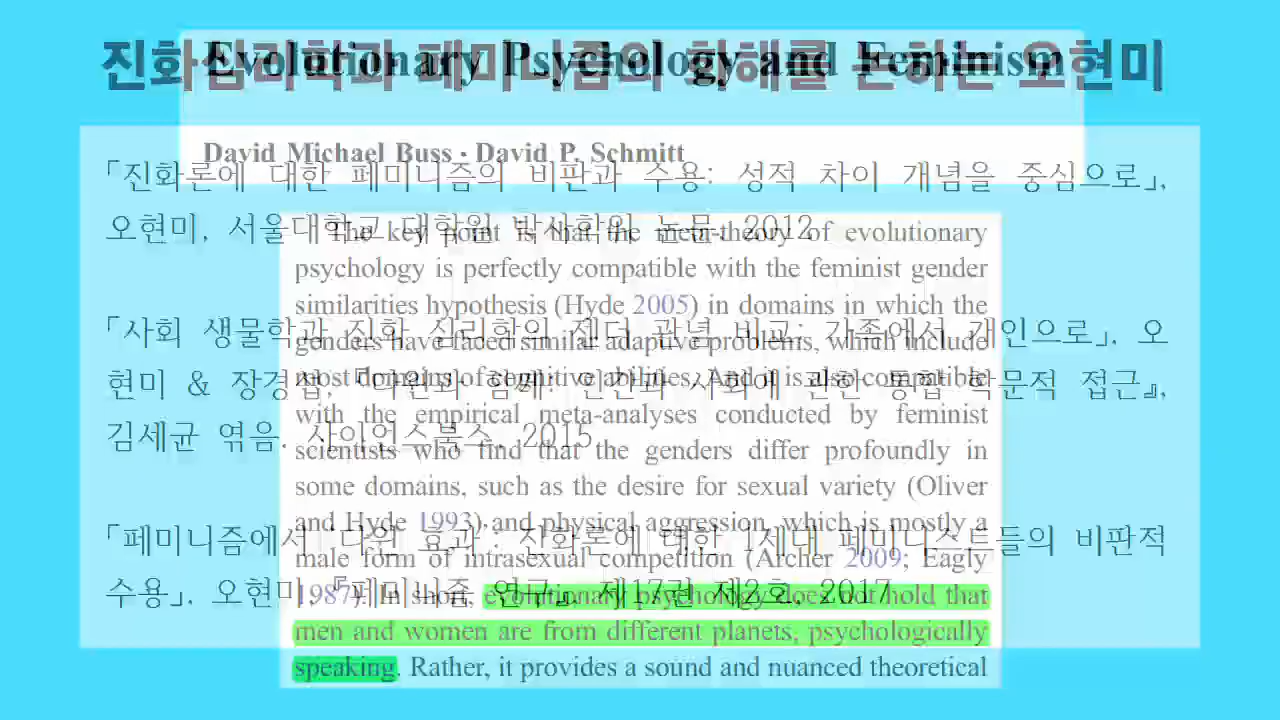 진화심리학과 페미니즘의 화해를 논하는 오현미
Evolutionary Psychology and Feminism
David Michael Buss · David P. Schmitt
「진화론에 대한 페미니즘의 비판과 수용: 성적 차이 개념을 중심으로」,
오현미, 서울대학교 대학원 박사학위 논문, 2012
「사회 생물학과 진화 심리학의 젠더 관념 비교: 가족에서 개인으로」, 오
현미 & 장경섭, 『다윈과 함께: 인간과 사회에 관한 통합 학문적 접근』,
김세균 엮음, 사이언스북스, 2015
「페미니즘에서 '다윈 효과': 진화론에 대한 1세대 페미니스트들의 비판적
수용」, 오현미, 『페미니즘 연구』, 제17권 제2호, 2017
The key point is that the meta-theory of evolutionary
psychology is perfectly compatible with the feminist gender
similarities hypothesis (Hyde 2005) in domains in which the
genders have faced similar adaptive problems, which include
most domains of cognitive abilities. And it is also compatible
with the empirical meta-analyses conducted by feminist
scientists who find that the genders differ profoundly in
some domains, such as the desire for sexual variety (Oliver
and Hyde 1993) and physical aggression, which is mostly a
male form of intrasexual competition (Archer 2009; Eagly
1987). In short, evolutionary psychology does not hold that
men and women are from different planets, psychologically
speaking. Rather, it provides a sound and nuanced theoretical